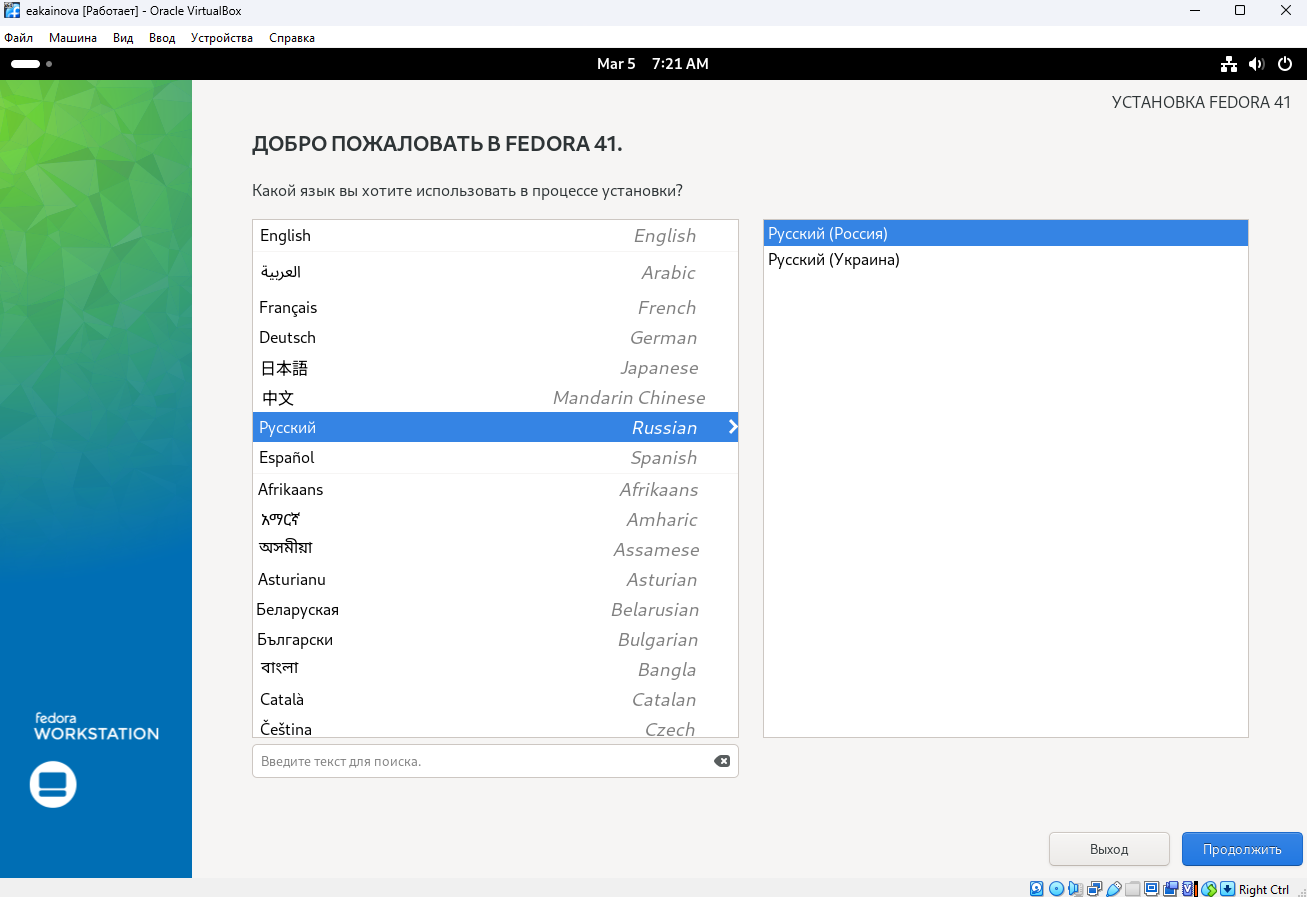 eakainova [Работает] - Oracle VirtualBox
Файл Машина Вид Ввод Устройства Справка
Mar 5 7:21 AM
УСТАНОВКА FEDORA 41
ДОБРО ПОЖАЛОВАТЬ В FEDORA 41.
Какой язык вы хотите использовать в процессе установки?
English English
العربية Arabic
Français French
Deutsch German
日本語 Japanese
中文 Mandarin Chinese
Русский Russian
Español Spanish
Afrikaans Afrikaans
አማርኛ Amharic
অসমীয়া Assamese
Asturianu Asturian
Беларуская Belarusian
Български Bulgarian
বাংলা Bangla
Català Catalan
Čeština Czech
Русский (Россия)
Русский (Украина)
Введите текст для поиска.
fedora
WORKSTATION
Выход Продолжить
Right Ctrl